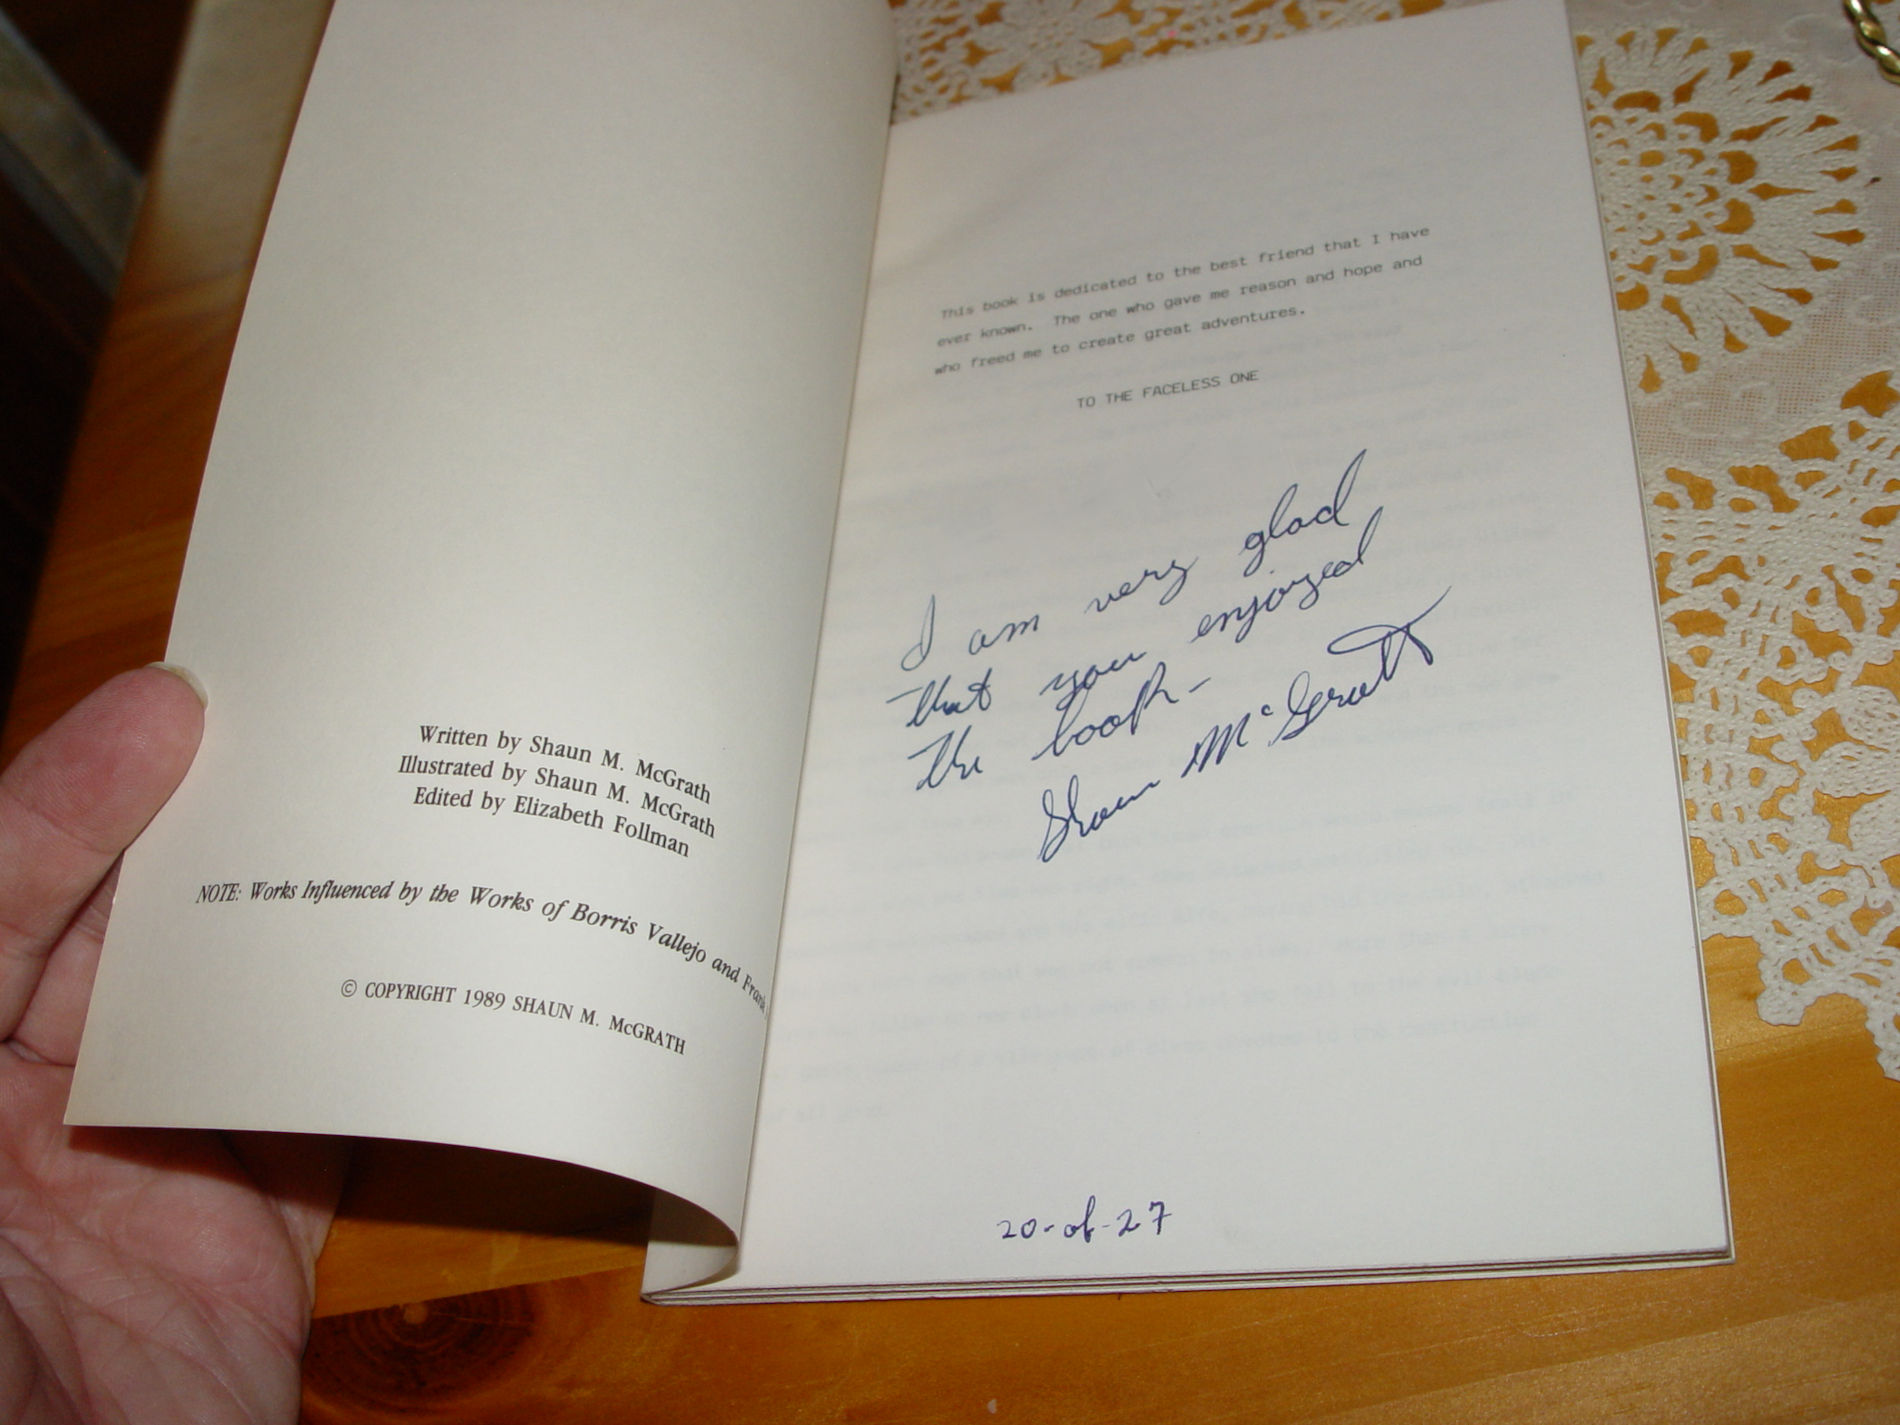 Written by Shaun M. McGrath
Illustrated by Shaun M. McGrath
Edited by Elizabeth Follman
NOTE: Works Influenced by the Works of Borris Vallejo and
© COPYRIGHT 1989 SHAUN M. McGRATH
This book is dedicated to the best friend that I have
ever known. The one who gave me reason and hope and
who freed me to create great adventures.
TO THE FACELESS ONE
I am very glad
that you enjoyed
the book-
Shaun McGrath
20-of-27